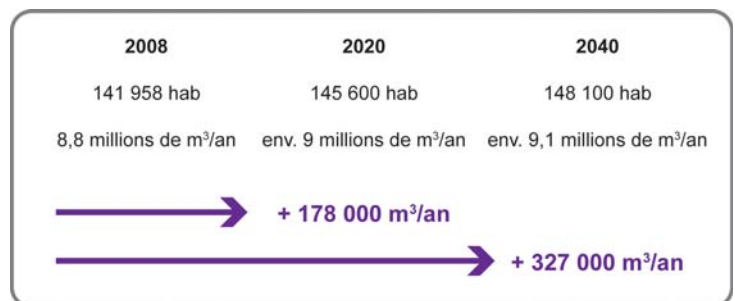 2008 2020 2040
141 958 hab 145 600 hab 148 100 hab
8,8 millions de m³/an env. 9 millions de m³/an env. 9,1 millions de m³/an
+ 178 000 m³/an
+ 327 000 m³/an